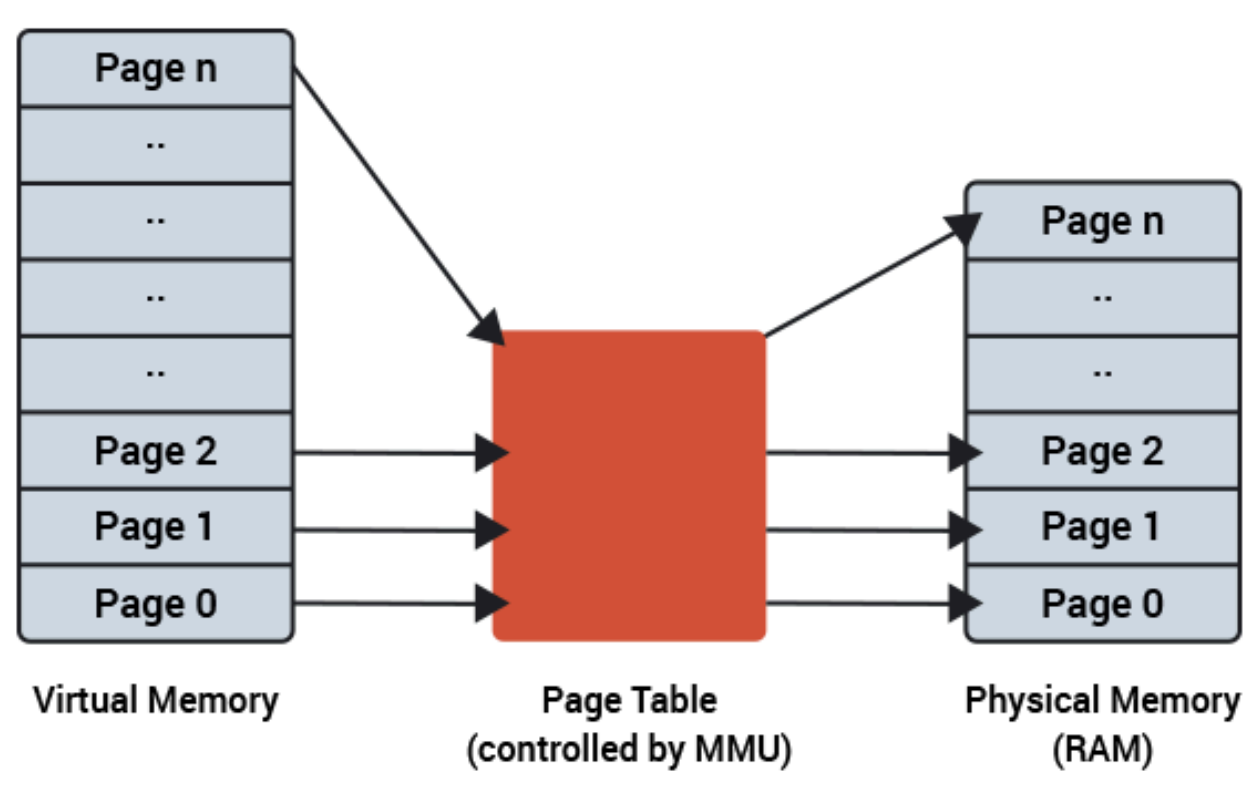 Page n
..
..
..
..
Page 2
Page 1
Page 0
Virtual Memory
Page Table
(controlled by MMU)
Page n
..
..
Page 2
Page 1
Page 0
Physical Memory
(RAM)